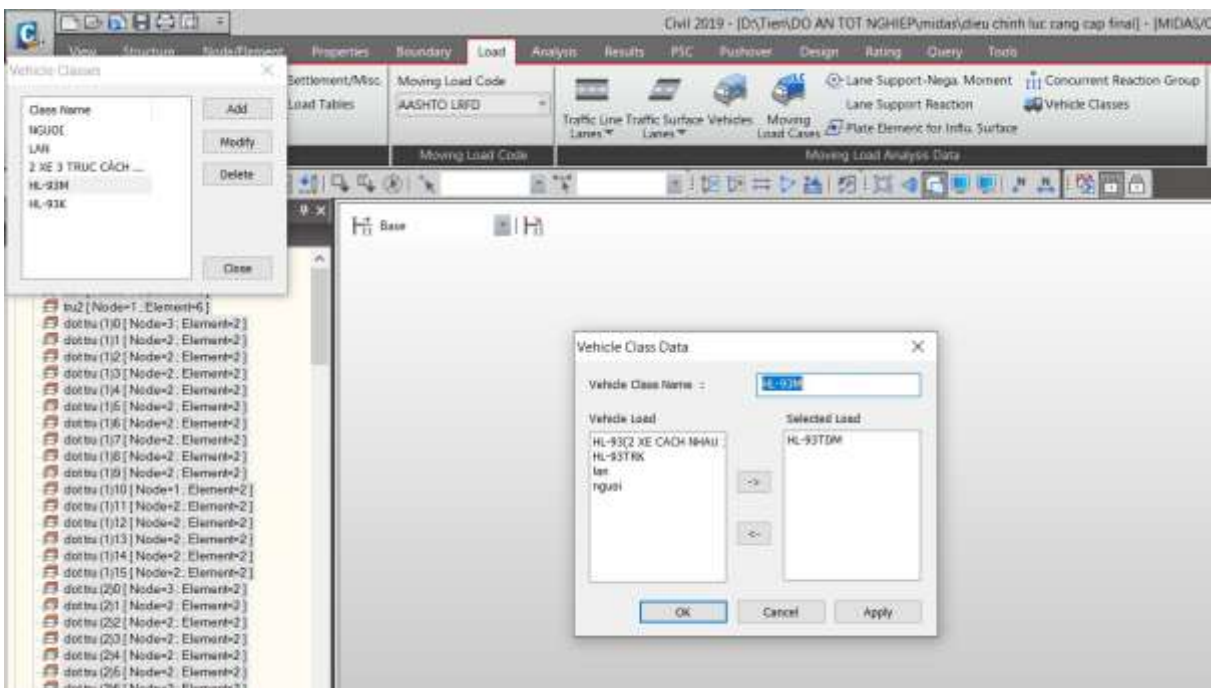 Civil 2019 - [D:\Tien\DO AN TOT NGHIEP\midas\dieu chinh luc cang cap final] - [MIDAS/C
View Structure Node/Element Properties Boundary Load Analysis Results PSC Pushover Design Rating Query Tools
Vehicle Classes
Class Name
NGUOI
LAN
2 XE 3 TRUC CÁCH ...
HL-93M
HL-93K
Add
Modify
Delete
Close
Settlement/Misc.
Load Tables
Moving Load Code
AASHTO LRFD
Moving Load Code
Traffic Line Lanes
Traffic Surface Lanes
Vehicles
Moving Load Cases
Lane Support-Nega. Moment
Lane Support Reaction
Plate Element for Influ. Surface
Concurrent Reaction Group
Vehicle Classes
Moving Load Analysis Data
Base
tru2 [ Node=1 ; Element=6 ]
dottru (1)0 [ Node=3 ; Element=2 ]
dottru (1)1 [ Node=2 ; Element=2 ]
dottru (1)2 [ Node=2 ; Element=2 ]
dottru (1)3 [ Node=2 ; Element=2 ]
dottru (1)4 [ Node=2 ; Element=2 ]
dottru (1)5 [ Node=2 ; Element=2 ]
dottru (1)6 [ Node=2 ; Element=2 ]
dottru (1)7 [ Node=2 ; Element=2 ]
dottru (1)8 [ Node=2 ; Element=2 ]
dottru (1)9 [ Node=2 ; Element=2 ]
dottru (1)10 [ Node=1 ; Element=2 ]
dottru (1)11 [ Node=2 ; Element=2 ]
dottru (1)12 [ Node=2 ; Element=2 ]
dottru (1)13 [ Node=2 ; Element=2 ]
dottru (1)14 [ Node=2 ; Element=2 ]
dottru (1)15 [ Node=2 ; Element=2 ]
dottru (2)0 [ Node=3 ; Element=2 ]
dottru (2)1 [ Node=2 ; Element=2 ]
dottru (2)2 [ Node=2 ; Element=2 ]
dottru (2)3 [ Node=2 ; Element=2 ]
dottru (2)4 [ Node=2 ; Element=2 ]
dottru (2)5 [ Node=2 ; Element=2 ]
Vehicle Class Data
Vehicle Class Name :
HL-93M
Vehicle Load
HL-93(2 XE CACH NHAU
HL-93TRK
lan
nguoi
->
<-
Selected Load
HL-93TDM
OK
Cancel
Apply